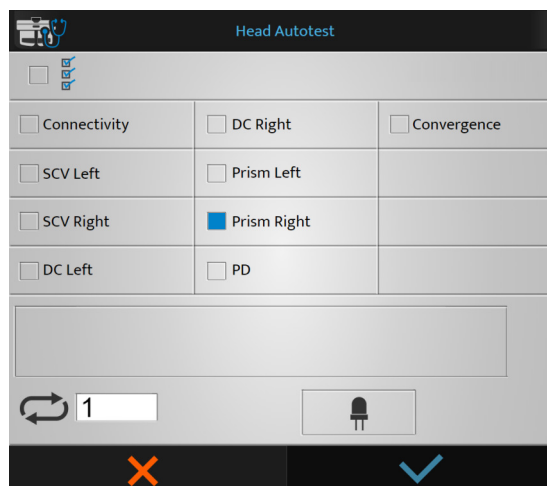 Head Autotest
Connectivity
DC Right
Convergence
SCV Left
Prism Left
SCV Right
Prism Right
DC Left
PD
1